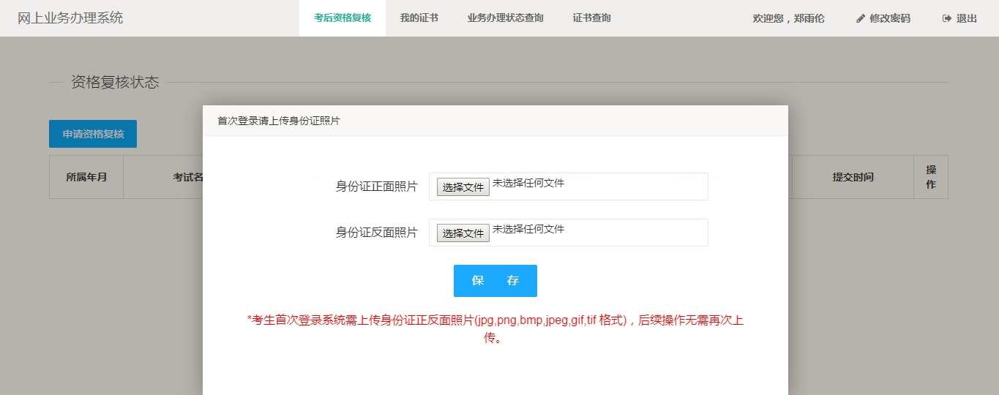 网上业务办理系统 考后资格复核 我的证书 业务办理状态查询 证书查询 欢迎您，郑雨伦 修改密码 退出
资格复核状态
首次登录请上传身份证照片
申请资格复核
所属年月 考试名 提交时间 操
作
身份证正面照片 选择文件 未选择任何文件
身份证反面照片 选择文件 未选择任何文件
保 存
*考生首次登录系统需上传身份证正反面照片(jpg,png,bmp,jpeg,gif,tif 格式)，后续操作无需再次上
传。